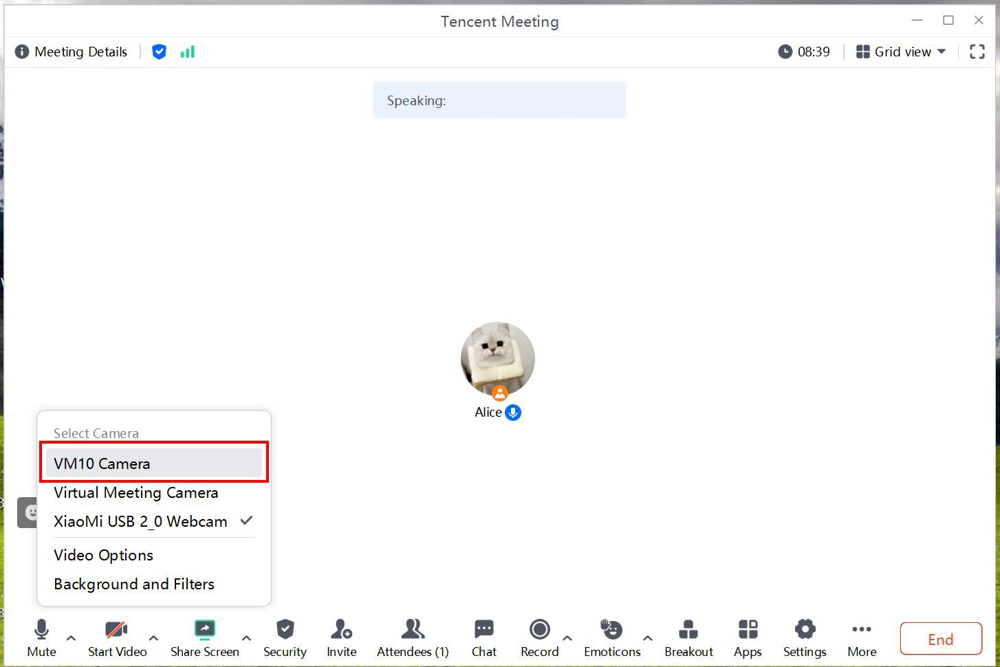 Tencent Meeting
Meeting Details
08:39
Grid view
Speaking:
Alice
Select Camera
VM10 Camera
Virtual Meeting Camera
XiaoMi USB 2_0 Webcam
Video Options
Background and Filters
Mute
Start Video
Share Screen
Security
Invite
Attendees (1)
Chat
Record
Emoticons
Breakout
Apps
Settings
More
End